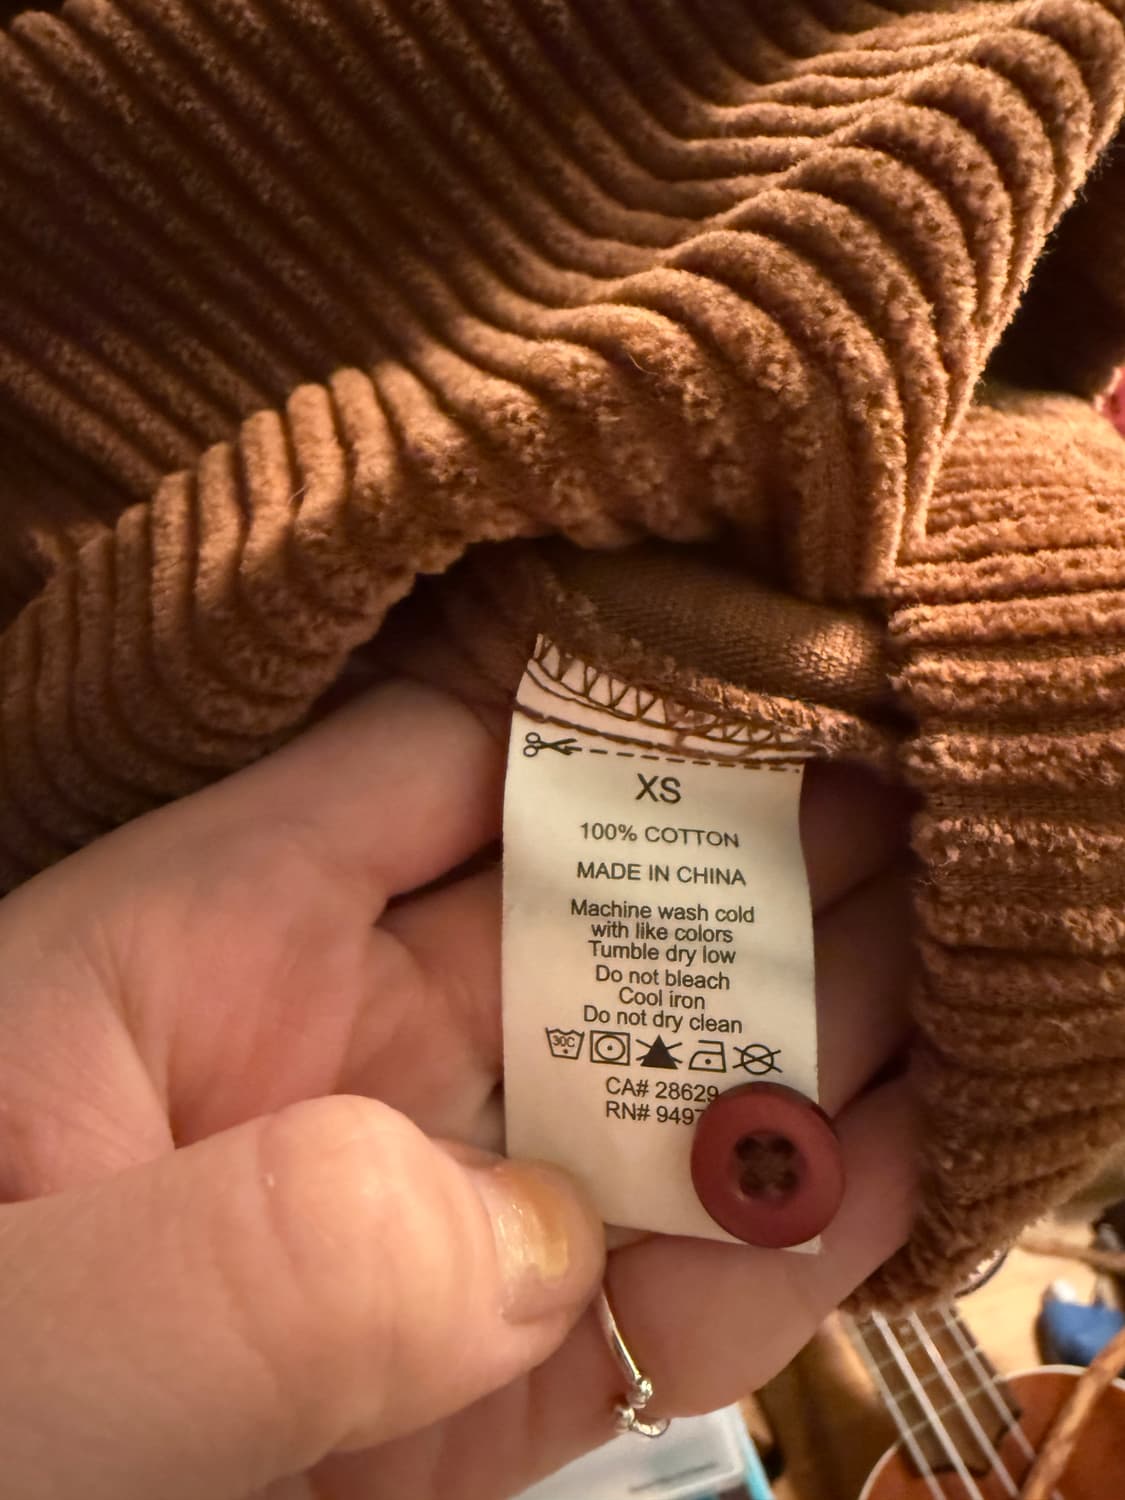 XS
100% COTTON
MADE IN CHINA
Machine wash cold
with like colors
Tumble dry low
Do not bleach
Cool iron
Do not dry clean
30C
CA# 28629
RN# 9497